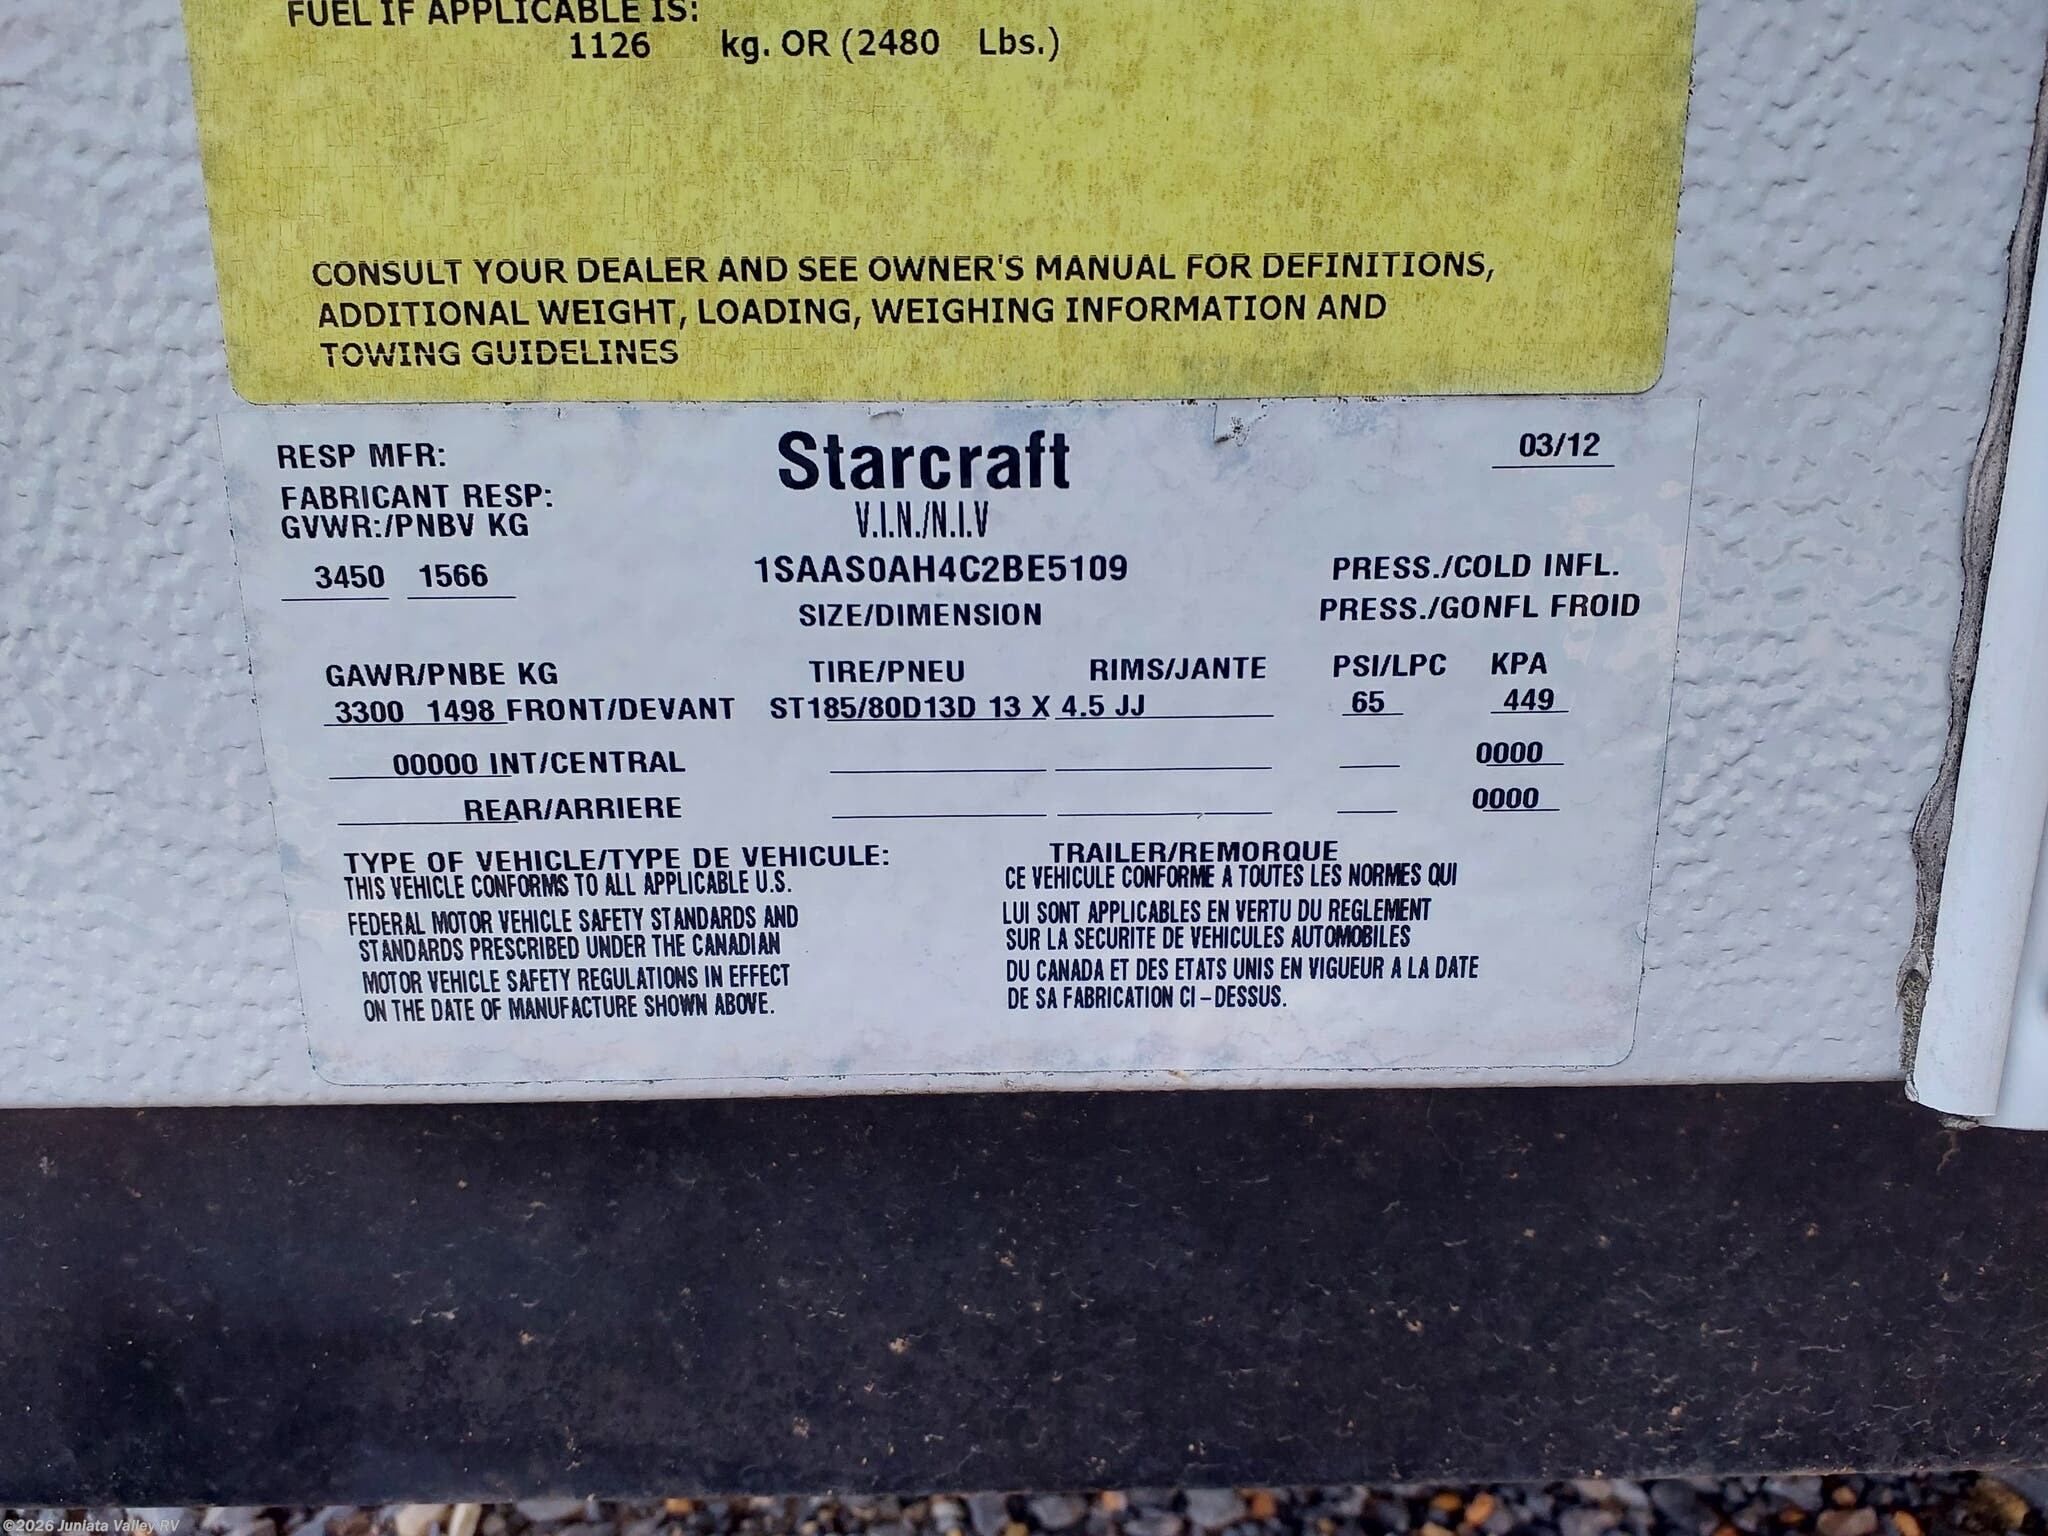 FUEL IF APPLICABLE IS:
1126 kg. OR (2480 Lbs.)
CONSULT YOUR DEALER AND SEE OWNER'S MANUAL FOR DEFINITIONS,
ADDITIONAL WEIGHT, LOADING, WEIGHING INFORMATION AND
TOWING GUIDELINES
RESP MFR: Starcraft 03/12
FABRICANT RESP:
GVWR:/PNBV KG V.I.N./N.I.V
3450 1566 1SAAS0AH4C2BE5109 PRESS./COLD INFL.
SIZE/DIMENSION PRESS./GONFL FROID
GAWR/PNBE KG TIRE/PNEU RIMS/JANTE PSI/LPC KPA
3300 1498 FRONT/DEVANT ST185/80D13D 13 X 4.5 JJ 65 449
00000 INT/CENTRAL 0000
REAR/ARRIERE 0000
TYPE OF VEHICLE/TYPE DE VEHICULE: TRAILER/REMORQUE
THIS VEHICLE CONFORMS TO ALL APPLICABLE U.S.
FEDERAL MOTOR VEHICLE SAFETY STANDARDS AND
STANDARDS PRESCRIBED UNDER THE CANADIAN
MOTOR VEHICLE SAFETY REGULATIONS IN EFFECT
ON THE DATE OF MANUFACTURE SHOWN ABOVE.
CE VEHICULE CONFORME A TOUTES LES NORMES QUI
LUI SONT APPLICABLES EN VERTU DU REGLEMENT
SUR LA SECURITE DE VEHICULES AUTOMOBILES
DU CANADA ET DES ETATS UNIS EN VIGUEUR A LA DATE
DE SA FABRICATION CI-DESSUS.
©2026 Juniata Valley RV